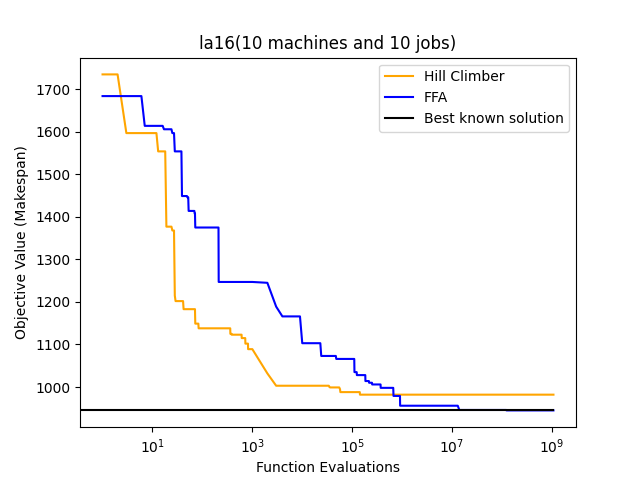 la16(10 machines and 10 jobs)
Objective Value (Makespan)
1700
1600
1500
1400
1300
1200
1100
1000
Hill Climber
FFA
Best known solution
10^1 10^3 10^5 10^7 10^9
Function Evaluations